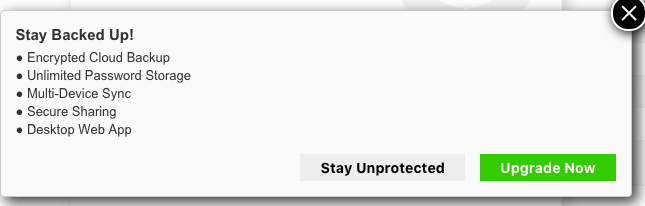 Stay Backed Up!
● Encrypted Cloud Backup
● Unlimited Password Storage
● Multi-Device Sync
● Secure Sharing
● Desktop Web App
Stay Unprotected
Upgrade Now